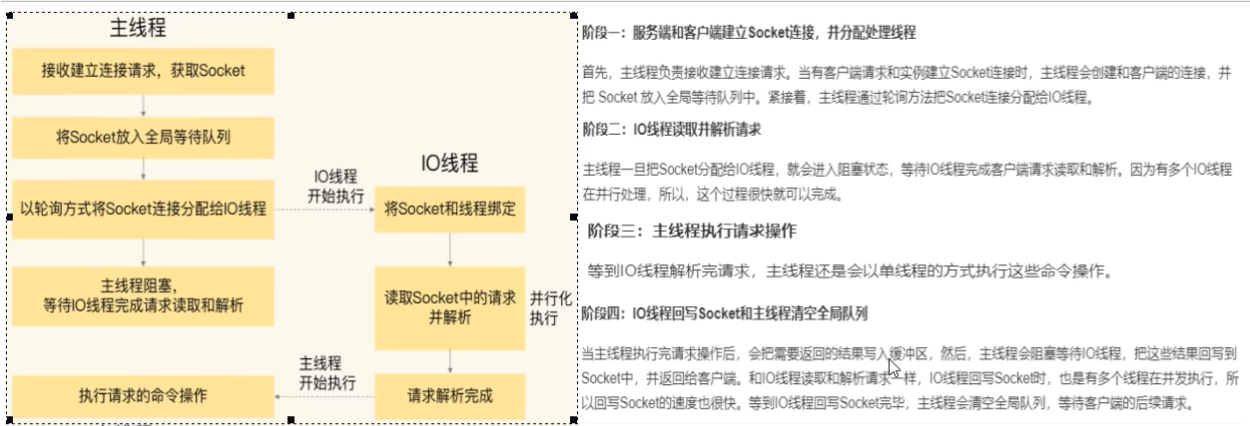 主线程
接收建立连接请求，获取Socket
将Socket放入全局等待队列
以轮询方式将Socket连接分配给IO线程
主线程阻塞，
等待IO线程完成请求读取和解析
执行请求的命令操作
IO线程
开始执行
IO线程
将Socket和线程绑定
读取Socket中的请求
并解析
并行化
执行
请求解析完成
主线程
开始执行
阶段一：服务端和客户端建立Socket连接，并分配处理线程
首先，主线程负责接收建立连接请求。当有客户端请求和实例建立Socket连接时，主线程会创建和客户端的连接，并
把 Socket 放入全局等待队列中。紧接着，主线程通过轮询方法把Socket连接分配给IO线程。
阶段二：IO线程读取并解析请求
主线程一旦把Socket分配给IO线程，就会进入阻塞状态，等待IO线程完成客户端请求读取和解析。因为有多个IO线程
在并行处理，所以，这个过程很快就可以完成。
阶段三：主线程执行请求操作
等到IO线程解析完请求，主线程还是会以单线程的方式执行这些命令操作。
阶段四：IO线程回写Socket和主线程清空全局队列
当主线程执行完请求操作后，会把需要返回的结果写入缓冲区，然后，主线程会阻塞等待IO线程，把这些结果回写到
Socket中，并返回给客户端。和IO线程读取和解析请求一样，IO线程回写Socket时，也是有多个线程在并发执行，所
以回写Socket的速度也很快。等到IO线程回写Socket完毕，主线程会清空全局队列，等待客户端的后续请求。